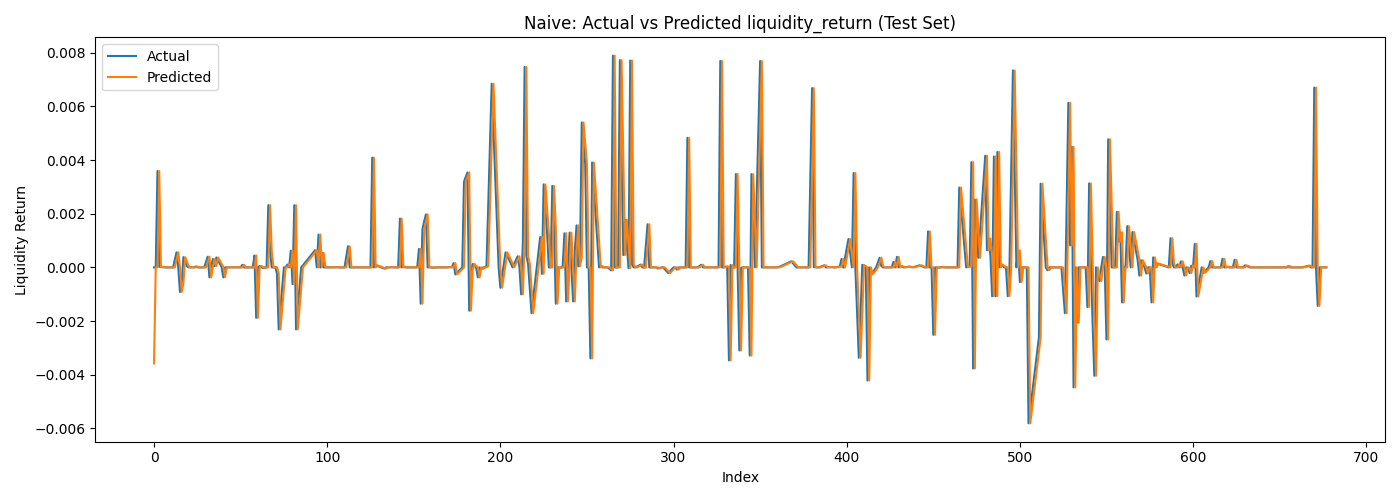 Naive: Actual vs Predicted liquidity_return (Test Set)
Actual
Predicted
Liquidity Return
0.008
0.006
0.004
0.002
0.000
−0.002
−0.004
−0.006
0 100 200 300 400 500 600 700
Index